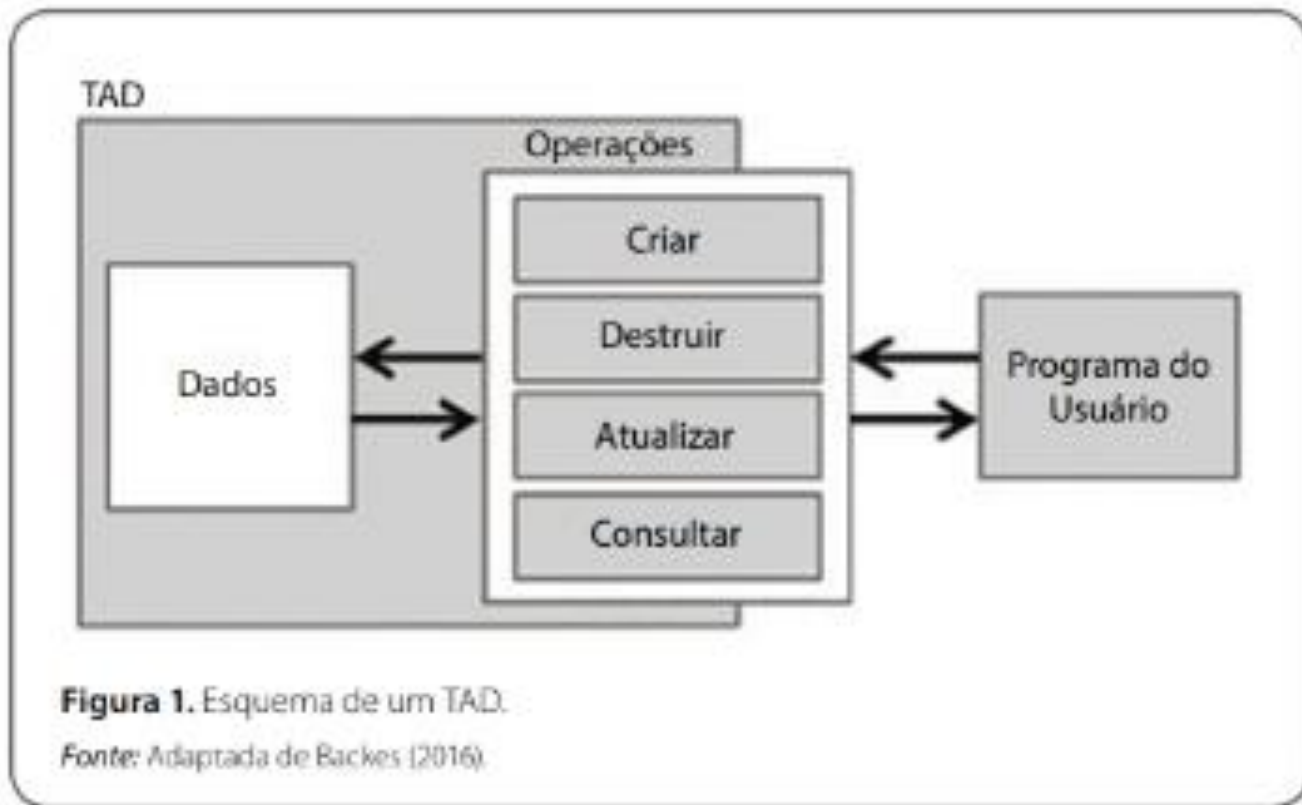 TAD
Operações
Criar
Destruir
Atualizar
Consultar
Dados
Programa do
Usuário
Figura 1. Esquema de um TAD.
Fonte: Adaptada de Backes (2016).